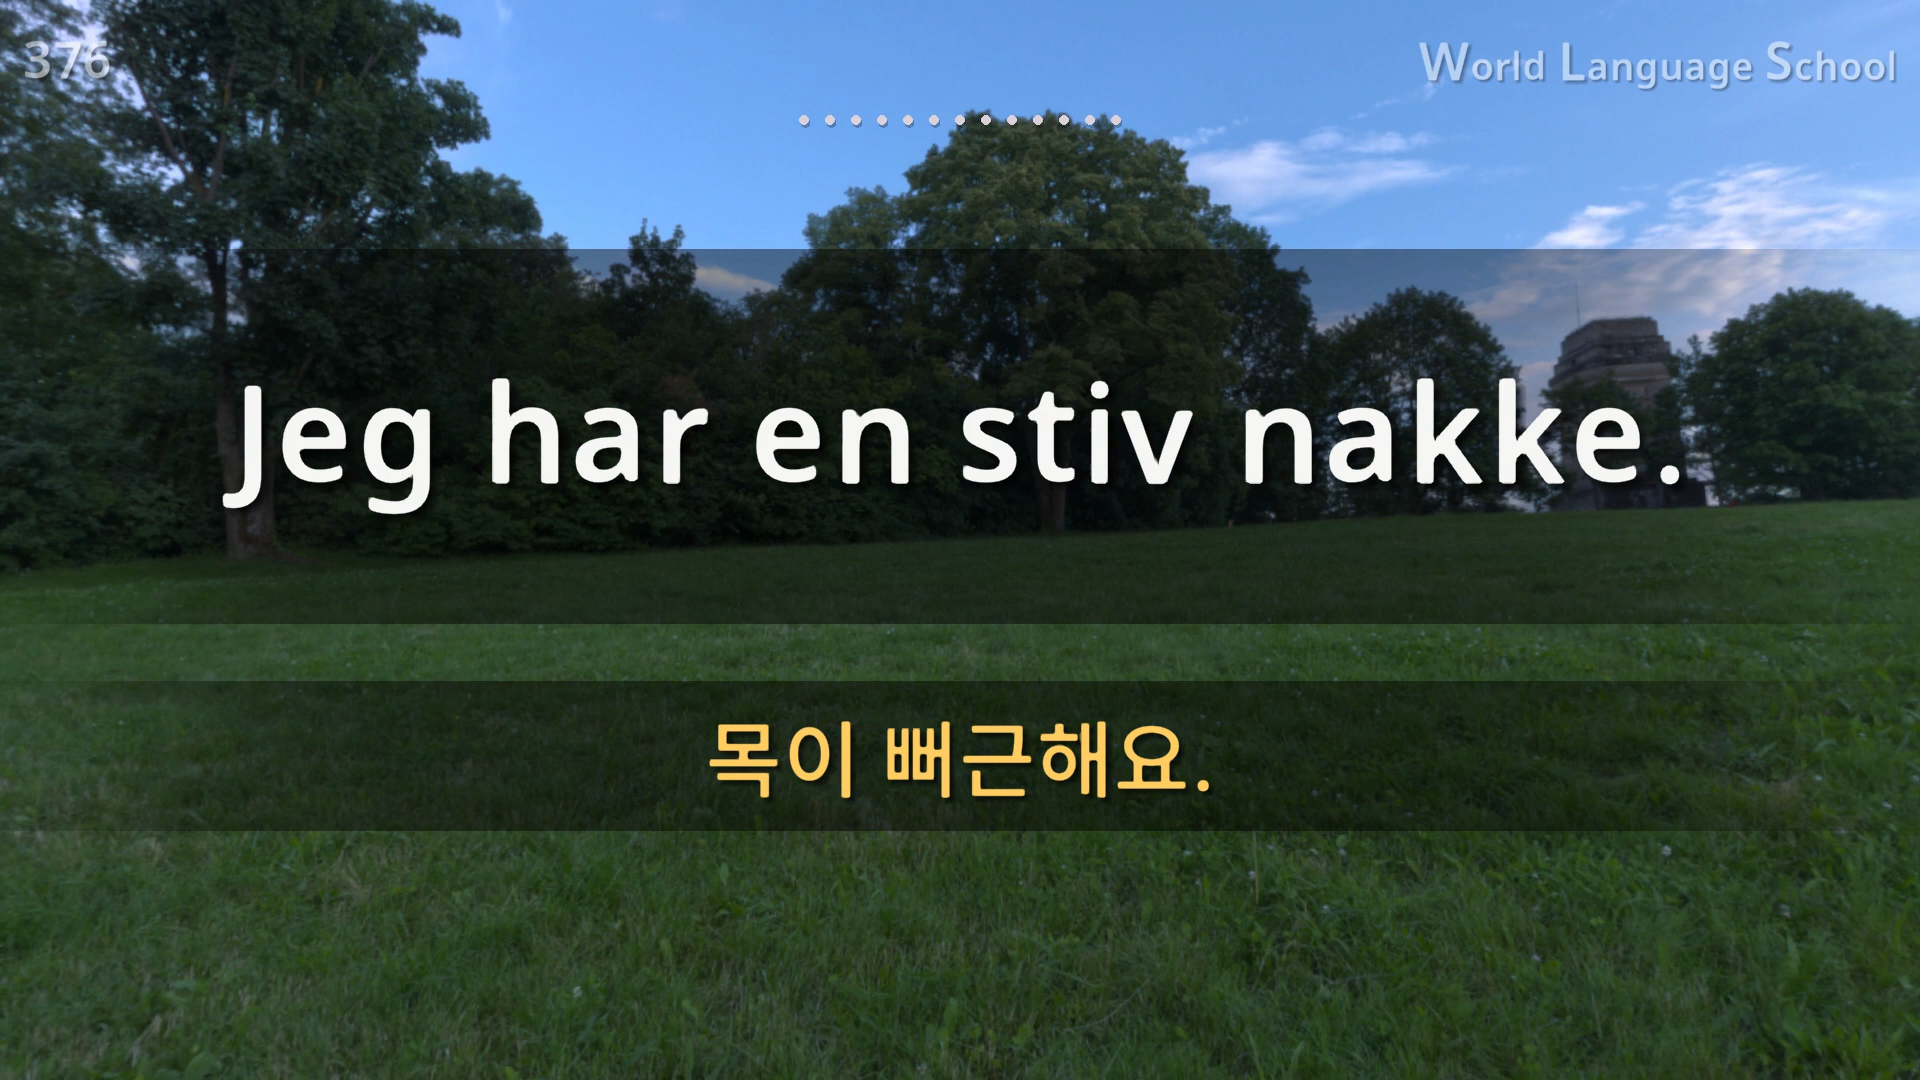 376
World Language School
Jeg har en stiv nakke.
목이 뻐근해요.